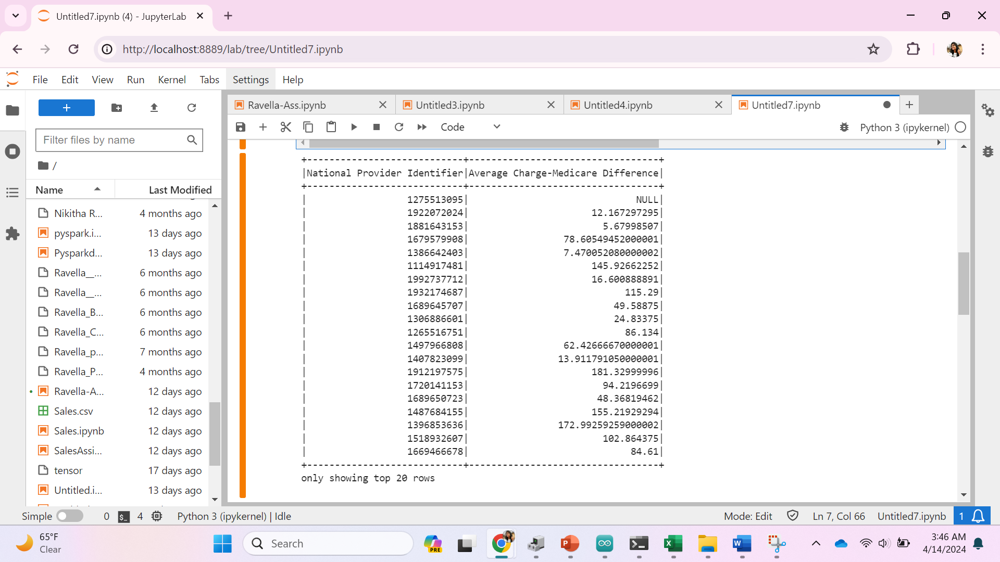 Untitled7.ipynb (4) - JupyterLab
http://localhost:8889/lab/tree/Untitled7.ipynb
File Edit View Run Kernel Tabs Settings Help
Ravella-Ass.ipynb Untitled3.ipynb Untitled4.ipynb Untitled7.ipynb
Code Python 3 (ipykernel)
Filter files by name
/
Name Last Modified
Nikitha R... 4 months ago
pyspark.i... 13 days ago
Pysparkd... 13 days ago
Ravella__... 6 months ago
Ravella__... 6 months ago
Ravella_B... 6 months ago
Ravella_C... 6 months ago
Ravella_p... 7 months ago
Ravella_P... 4 months ago
Ravella-A... 12 days ago
Sales.csv 12 days ago
Sales.ipynb 12 days ago
SalesAssi... 12 days ago
tensor 17 days ago
Untitled.i... 13 days ago
+----------------------------+-----------------------------------+
|National Provider Identifier|Average Charge-Medicare Difference|
+----------------------------+-----------------------------------+
| 1275513095| NULL|
| 1922072024| 12.167297295|
| 1881643153| 5.67998507|
| 1679579908| 78.60549452000001|
| 1386642403| 7.470052080000002|
| 1114917481| 145.92662252|
| 1992737712| 16.600888891|
| 1932174687| 115.29|
| 1689645707| 49.58875|
| 1306886601| 24.83375|
| 1265516751| 86.134|
| 1497966808| 62.42666670000001|
| 1407823099| 13.911791050000001|
| 1912197575| 181.32999996|
| 1720141153| 94.2196699|
| 1689650723| 48.36819462|
| 1487684155| 155.21929294|
| 1396853636| 172.99259259000002|
| 1518932607| 102.864375|
| 1669466678| 84.61|
+----------------------------+-----------------------------------+
only showing top 20 rows
Simple 0 $_ 4 Python 3 (ipykernel) | Idle Mode: Edit Ln 7, Col 66 Untitled7.ipynb 1
65°F
Clear
Search
PRE
3:46 AM
4/14/2024